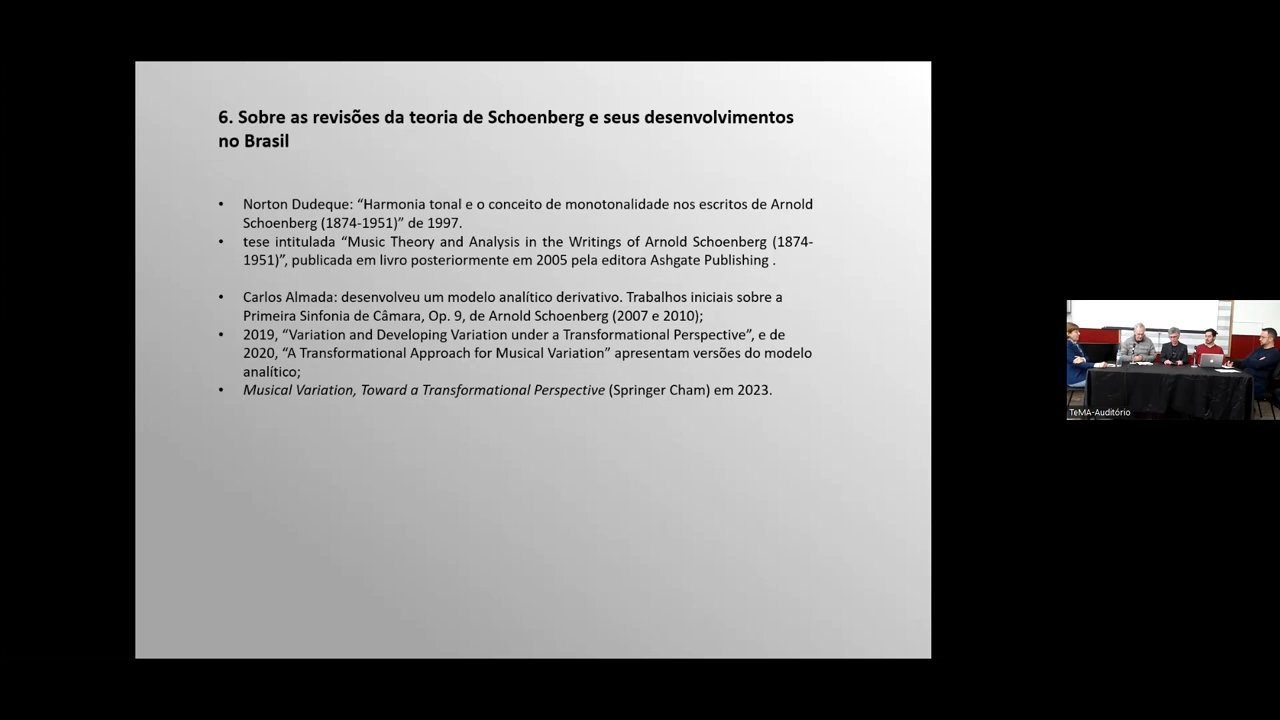 6. Sobre as revisões da teoria de Schoenberg e seus desenvolvimentos
no Brasil
• Norton Dudeque: “Harmonia tonal e o conceito de monotonalidade nos escritos de Arnold
Schoenberg (1874-1951)” de 1997.
• tese intitulada “Music Theory and Analysis in the Writings of Arnold Schoenberg (1874-
1951)”, publicada em livro posteriormente em 2005 pela editora Ashgate Publishing .
• Carlos Almada: desenvolveu um modelo analítico derivativo. Trabalhos iniciais sobre a
Primeira Sinfonia de Câmara, Op. 9, de Arnold Schoenberg (2007 e 2010);
• 2019, “Variation and Developing Variation under a Transformational Perspective”, e de
2020, “A Transformational Approach for Musical Variation” apresentam versões do modelo
analítico;
• Musical Variation, Toward a Transformational Perspective (Springer Cham) em 2023.
TeMA-Auditório